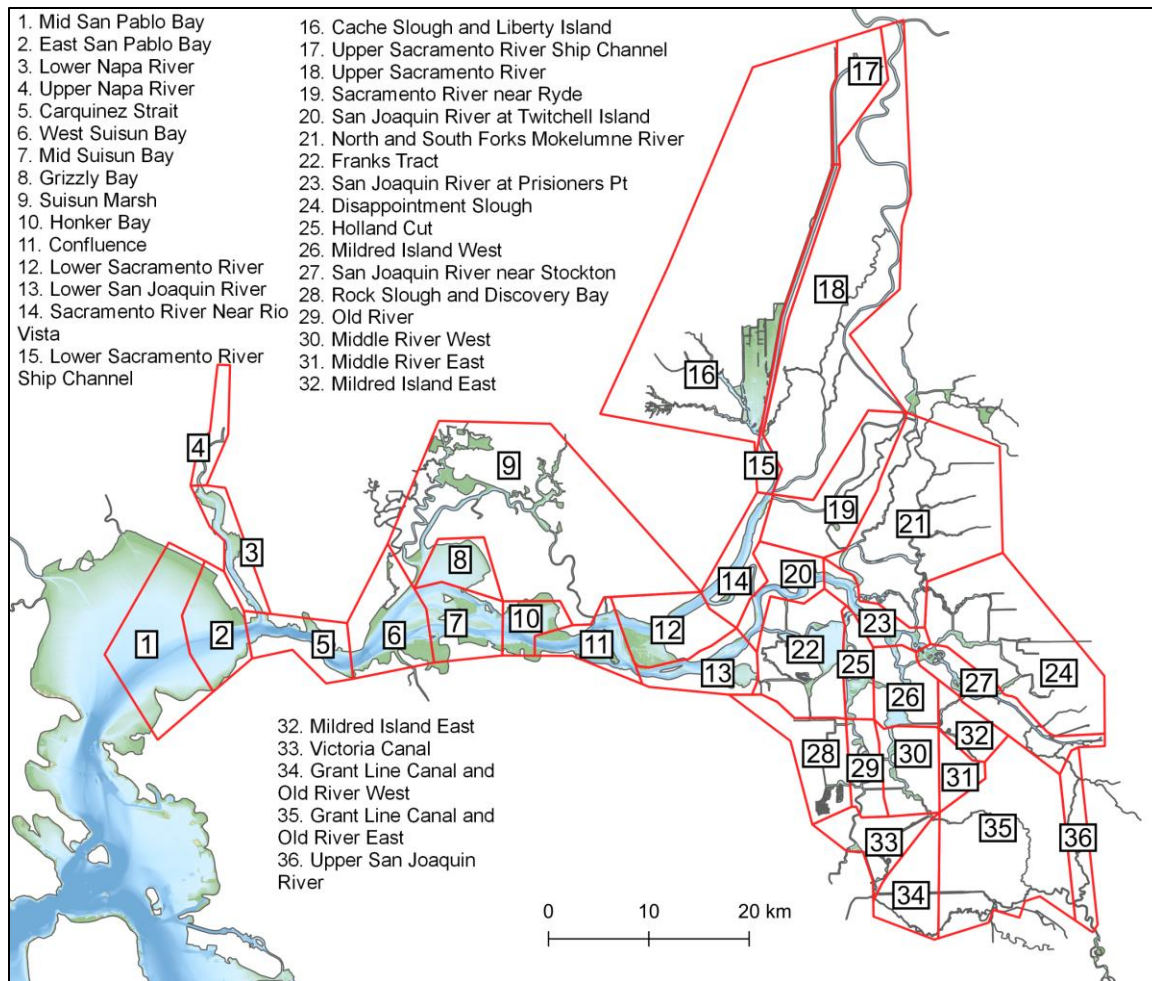 1. Mid San Pablo Bay
2. East San Pablo Bay
3. Lower Napa River
4. Upper Napa River
5. Carquinez Strait
6. West Suisun Bay
7. Mid Suisun Bay
8. Grizzly Bay
9. Suisun Marsh
10. Honker Bay
11. Confluence
12. Lower Sacramento River
13. Lower San Joaquin River
14. Sacramento River Near Rio
Vista
15. Lower Sacramento River
Ship Channel
16. Cache Slough and Liberty Island
17. Upper Sacramento River Ship Channel
18. Upper Sacramento River
19. Sacramento River near Ryde
20. San Joaquin River at Twitchell Island
21. North and South Forks Mokelumne River
22. Franks Tract
23. San Joaquin River at Prisioners Pt
24. Disappointment Slough
25. Holland Cut
26. Mildred Island West
27. San Joaquin River near Stockton
28. Rock Slough and Discovery Bay
29. Old River
30. Middle River West
31. Middle River East
32. Mildred Island East
17
18
16
4
15
9
19
21
3
8
20
14
1
2
5
6
7
10
11
12
13
22
23
25
26
27
24
28
29
30
32
31
33
35
36
34
32. Mildred Island East
33. Victoria Canal
34. Grant Line Canal and
Old River West
35. Grant Line Canal and
Old River East
36. Upper San Joaquin
River
0 10 20 km